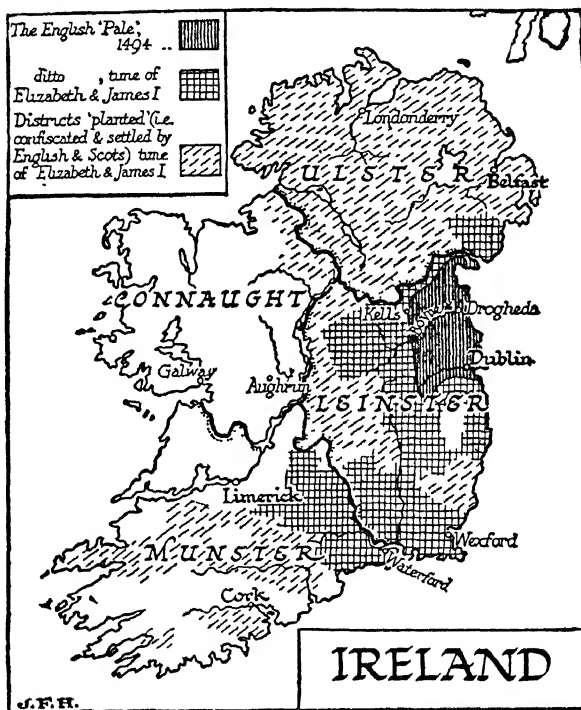 The English 'Pale',
1494 ..
ditto , time of
Elizabeth & James I
Districts 'planted' (i.e.
confiscated & settled by
English & Scots) time
of Elizabeth & James I
Londonderry
ULSTER
Belfast
CONNAUGHT
Kells
Boyne
Drogheda
Galway
Aughrim
Dublin
LEINSTER
Limerick
Wexford
MUNSTER
Waterford
Cork
IRELAND
J.F.H.